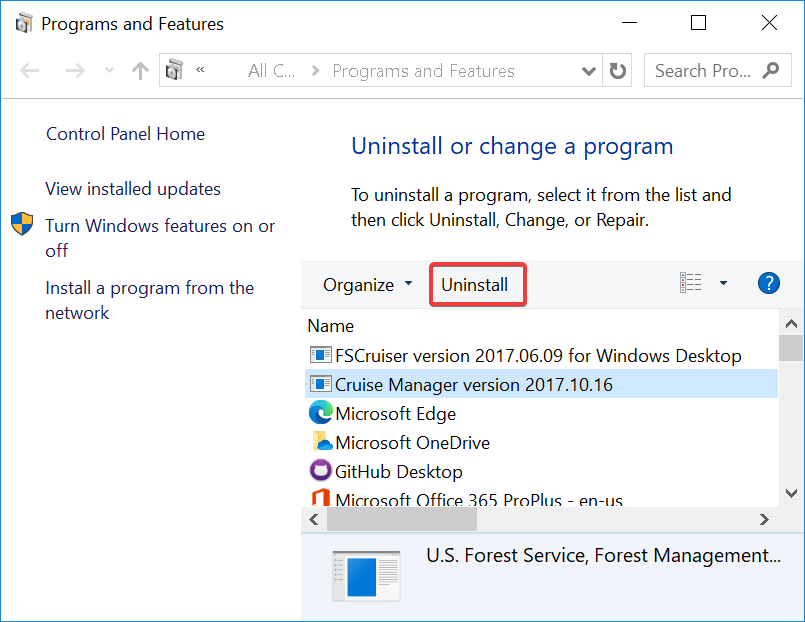 Programs and Features
« All C... > Programs and Features
Search Pro...
Control Panel Home
View installed updates
Turn Windows features on or
off
Install a program from the
network
Uninstall or change a program
To uninstall a program, select it from the list and
then click Uninstall, Change, or Repair.
Organize
Uninstall
?
Name
FSCruiser version 2017.06.09 for Windows Desktop
Cruise Manager version 2017.10.16
Microsoft Edge
Microsoft OneDrive
GitHub Desktop
Microsoft Office 365 ProPlus - en-us
U.S. Forest Service, Forest Management...